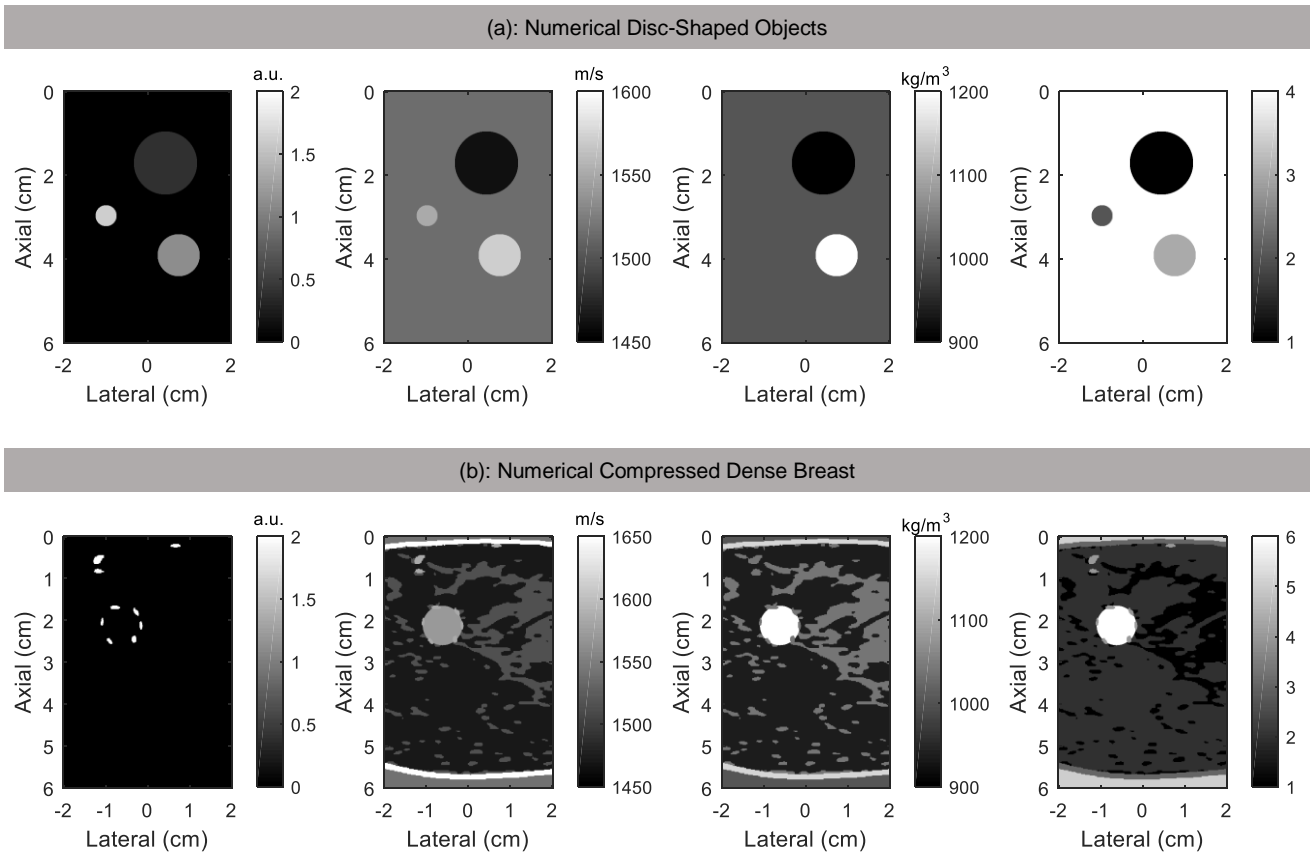 (a): Numerical Disc-Shaped Objects
a.u. m/s kg/m3
0 2 0 1600 0 1200 0 4
1.5 1550 1100 3
2 2 2 2
1 
4 0.5 4 1500 4 1000 4 2
6 0 6 1450 6 900 6 1
-2 0 2 -2 0 2 -2 0 2 -2 0 2
Axial (cm) Axial (cm) Axial (cm) Axial (cm)
Lateral (cm) Lateral (cm) Lateral (cm) Lateral (cm)
(b): Numerical Compressed Dense Breast
a.u. m/s kg/m3
0 2 0 1650 0 1200 0 6
1 1.5 1 1600 1 1100 1 5
2 2 2 2 4
3 1 3 1550 3 3
4 0.5 4 1500 4 1000 4 3
5 5 5 5 2
6 0 6 1450 6 900 6 1
-2 -1 0 1 2 -2 -1 0 1 2 -2 -1 0 1 2 -2 -1 0 1 2
Axial (cm) Axial (cm) Axial (cm) Axial (cm)
Lateral (cm) Lateral (cm) Lateral (cm) Lateral (cm)